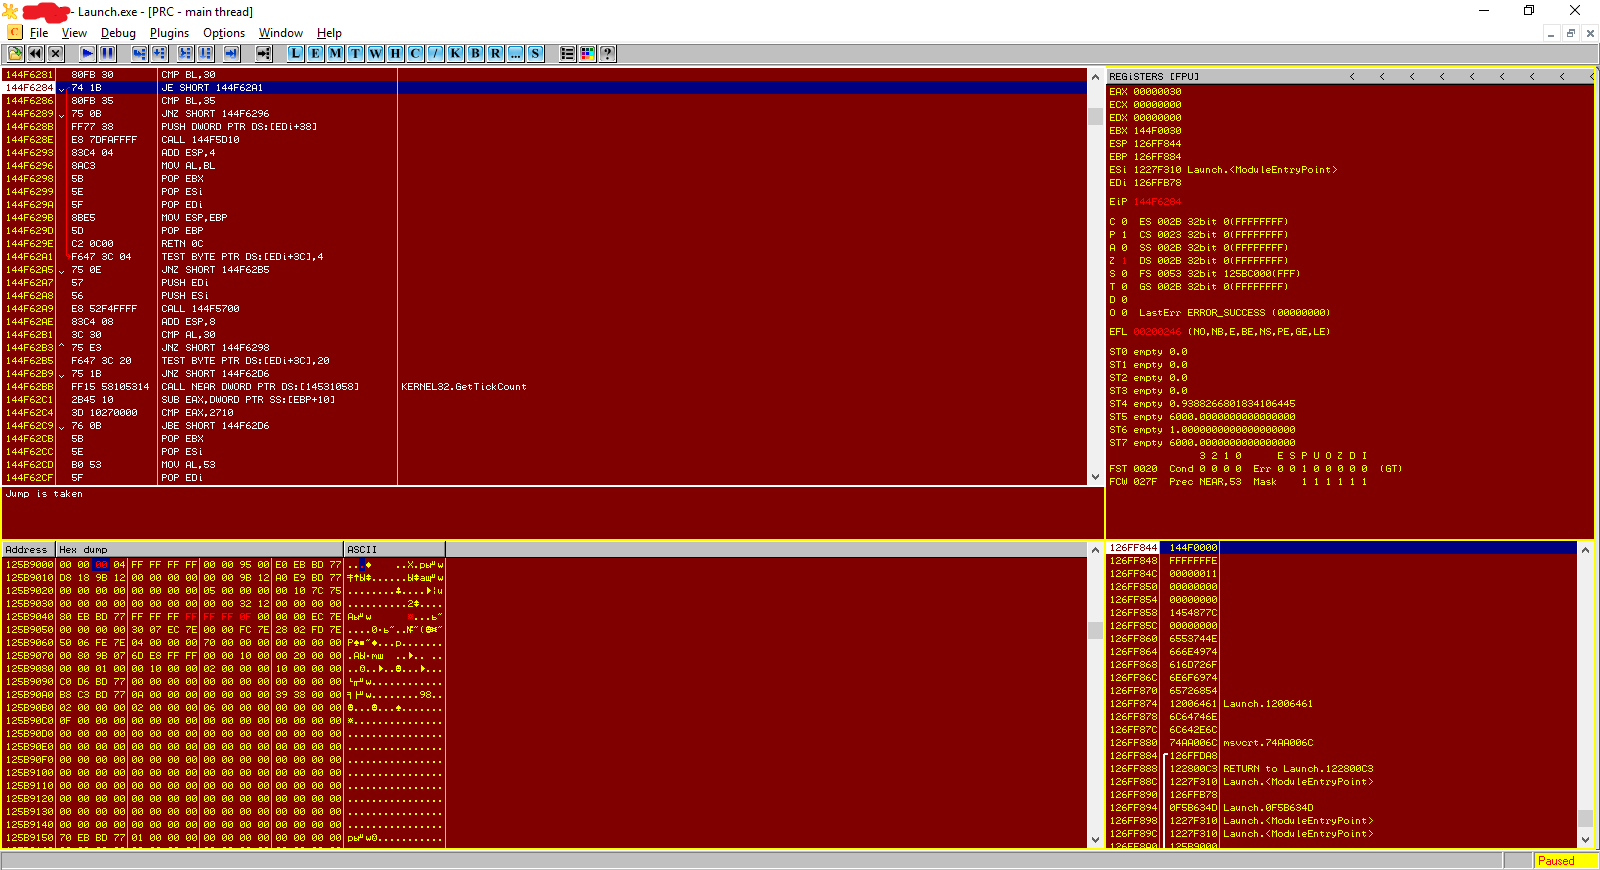 - Launch.exe - [PRC - main thread]
C File View Debug Plugins Options Window Help
L E M T W H C / K B R ... S ?
144F6281 80FB 30 CMP BL,30
144F6284 74 1B JE SHORT 144F62A1
144F6286 80FB 35 CMP BL,35
144F6289 75 0B JNZ SHORT 144F6296
144F628B FF77 38 PUSH DWORD PTR DS:[EDi+38]
144F628E E8 7DFAFFFF CALL 144F5D10
144F6293 83C4 04 ADD ESP,4
144F6296 8AC3 MOV AL,BL
144F6298 5B POP EBX
144F6299 5E POP ESi
144F629A 5F POP EDi
144F629B 8BE5 MOV ESP,EBP
144F629D 5D POP EBP
144F629E C2 0C00 RETN 0C
144F62A1 F647 3C 04 TEST BYTE PTR DS:[EDi+3C],4
144F62A5 75 0E JNZ SHORT 144F62B5
144F62A7 57 PUSH EDi
144F62A8 56 PUSH ESi
144F62A9 E8 52F4FFFF CALL 144F5700
144F62AE 83C4 08 ADD ESP,8
144F62B1 3C 30 CMP AL,30
144F62B3 ^ 75 E3 JNZ SHORT 144F6298
144F62B5 F647 3C 20 TEST BYTE PTR DS:[EDi+3C],20
144F62B9 75 1B JNZ SHORT 144F62D6
144F62BB FF15 58105314 CALL NEAR DWORD PTR DS:[14531058] KERNEL32.GetTickCount
144F62C1 2B45 10 SUB EAX,DWORD PTR SS:[EBP+10]
144F62C4 3D 10270000 CMP EAX,2710
144F62C9 76 0B JBE SHORT 144F62D6
144F62CB 5B POP EBX
144F62CC 5E POP ESi
144F62CD B0 53 MOV AL,53
144F62CF 5F POP EDi
Jump is taken
REGiSTERS [FPU] < < < < < < < < <
EAX 00000030
ECX 00000000
EDX 00000000
EBX 144F0030
ESP 126FF844
EBP 126FF884
ESi 1227F310 Launch.<ModuleEntryPoint>
EDi 126FFB78
EiP 144F6284
C 0 ES 002B 32bit 0(FFFFFFFF)
P 1 CS 0023 32bit 0(FFFFFFFF)
A 0 SS 002B 32bit 0(FFFFFFFF)
Z 1 DS 002B 32bit 0(FFFFFFFF)
S 0 FS 0053 32bit 125BC000(FFF)
T 0 GS 002B 32bit 0(FFFFFFFF)
D 0
O 0 LastErr ERROR_SUCCESS (00000000)
EFL 00200246 (NO,NB,E,BE,NS,PE,GE,LE)
ST0 empty 0.0
ST1 empty 0.0
ST2 empty 0.0
ST3 empty 0.0
ST4 empty 0.9388266801834106445
ST5 empty 6000.0000000000000000
ST6 empty 1.0000000000000000000
ST7 empty 6000.0000000000000000
3 2 1 0 E S P U O Z D I
FST 0020 Cond 0 0 0 0 Err 0 0 1 0 0 0 0 0 (GT)
FCW 027F Prec NEAR,53 Mask 1 1 1 1 1 1
Address Hex dump ASCII
125B9000 00 00 00 04 FF FF FF FF 00 00 95 00 E0 EB BD 77
125B9010 D8 18 9B 12 00 00 00 00 00 00 9B 12 A0 E9 BD 77
125B9020 00 00 00 00 00 00 00 00 05 00 00 00 00 10 7C 75
125B9030 00 00 00 00 00 00 00 00 00 00 32 12 00 00 00 00
125B9040 80 EB BD 77 FF FF FF FF FF FF 0F 00 00 00 EC 7E
125B9050 00 00 00 00 30 07 EC 7E 00 00 FC 7E 28 02 FD 7E
125B9060 50 06 FE 7E 04 00 00 00 70 00 00 00 00 00 00 00
125B9070 00 80 9B 07 6D E8 FF FF 00 00 10 00 00 20 00 00
125B9080 00 00 01 00 00 10 00 00 02 00 00 00 10 00 00 00
125B9090 C0 D6 BD 77 00 00 00 00 00 00 00 00 00 00 00 00
125B90A0 B8 C3 BD 77 0A 00 00 00 00 00 00 00 39 38 00 00
125B90B0 02 00 00 00 02 00 00 00 06 00 00 00 00 00 00 00
125B90C0 0F 00 00 00 00 00 00 00 00 00 00 00 00 00 00 00
125B90D0 00 00 00 00 00 00 00 00 00 00 00 00 00 00 00 00
125B90E0 00 00 00 00 00 00 00 00 00 00 00 00 00 00 00 00
125B90F0 00 00 00 00 00 00 00 00 00 00 00 00 00 00 00 00
125B9100 00 00 00 00 00 00 00 00 00 00 00 00 00 00 00 00
125B9110 00 00 00 00 00 00 00 00 00 00 00 00 00 00 00 00
125B9120 00 00 00 00 00 00 00 00 00 00 00 00 00 00 00 00
125B9130 00 00 00 00 00 00 00 00 00 00 00 00 00 00 00 00
125B9140 00 00 00 00 00 00 00 00 00 00 00 00 00 00 00 00
125B9150 70 EB BD 77 01 00 00 00 00 00 00 00 00 00 00 00
126FF844 144F0000
126FF848 FFFFFFFE
126FF84C 00000011
126FF850 00000000
126FF854 00000000
126FF858 1454877C
126FF85C 00000000
126FF860 6553744E
126FF864 666E4974
126FF868 616D726F
126FF86C 6E6F6974
126FF870 65726854
126FF874 12006461 Launch.12006461
126FF878 6C64746E
126FF87C 6C642E6C
126FF880 74AA006C msvcrt.74AA006C
126FF884 126FFDA8
126FF888 122800C3 RETURN to Launch.122800C3
126FF88C 1227F310 Launch.<ModuleEntryPoint>
126FF890 126FFB78
126FF894 0F5B634D Launch.0F5B634D
126FF898 1227F310 Launch.<ModuleEntryPoint>
126FF89C 1227F310 Launch.<ModuleEntryPoint>
126FF8A0 125B9000
Paused